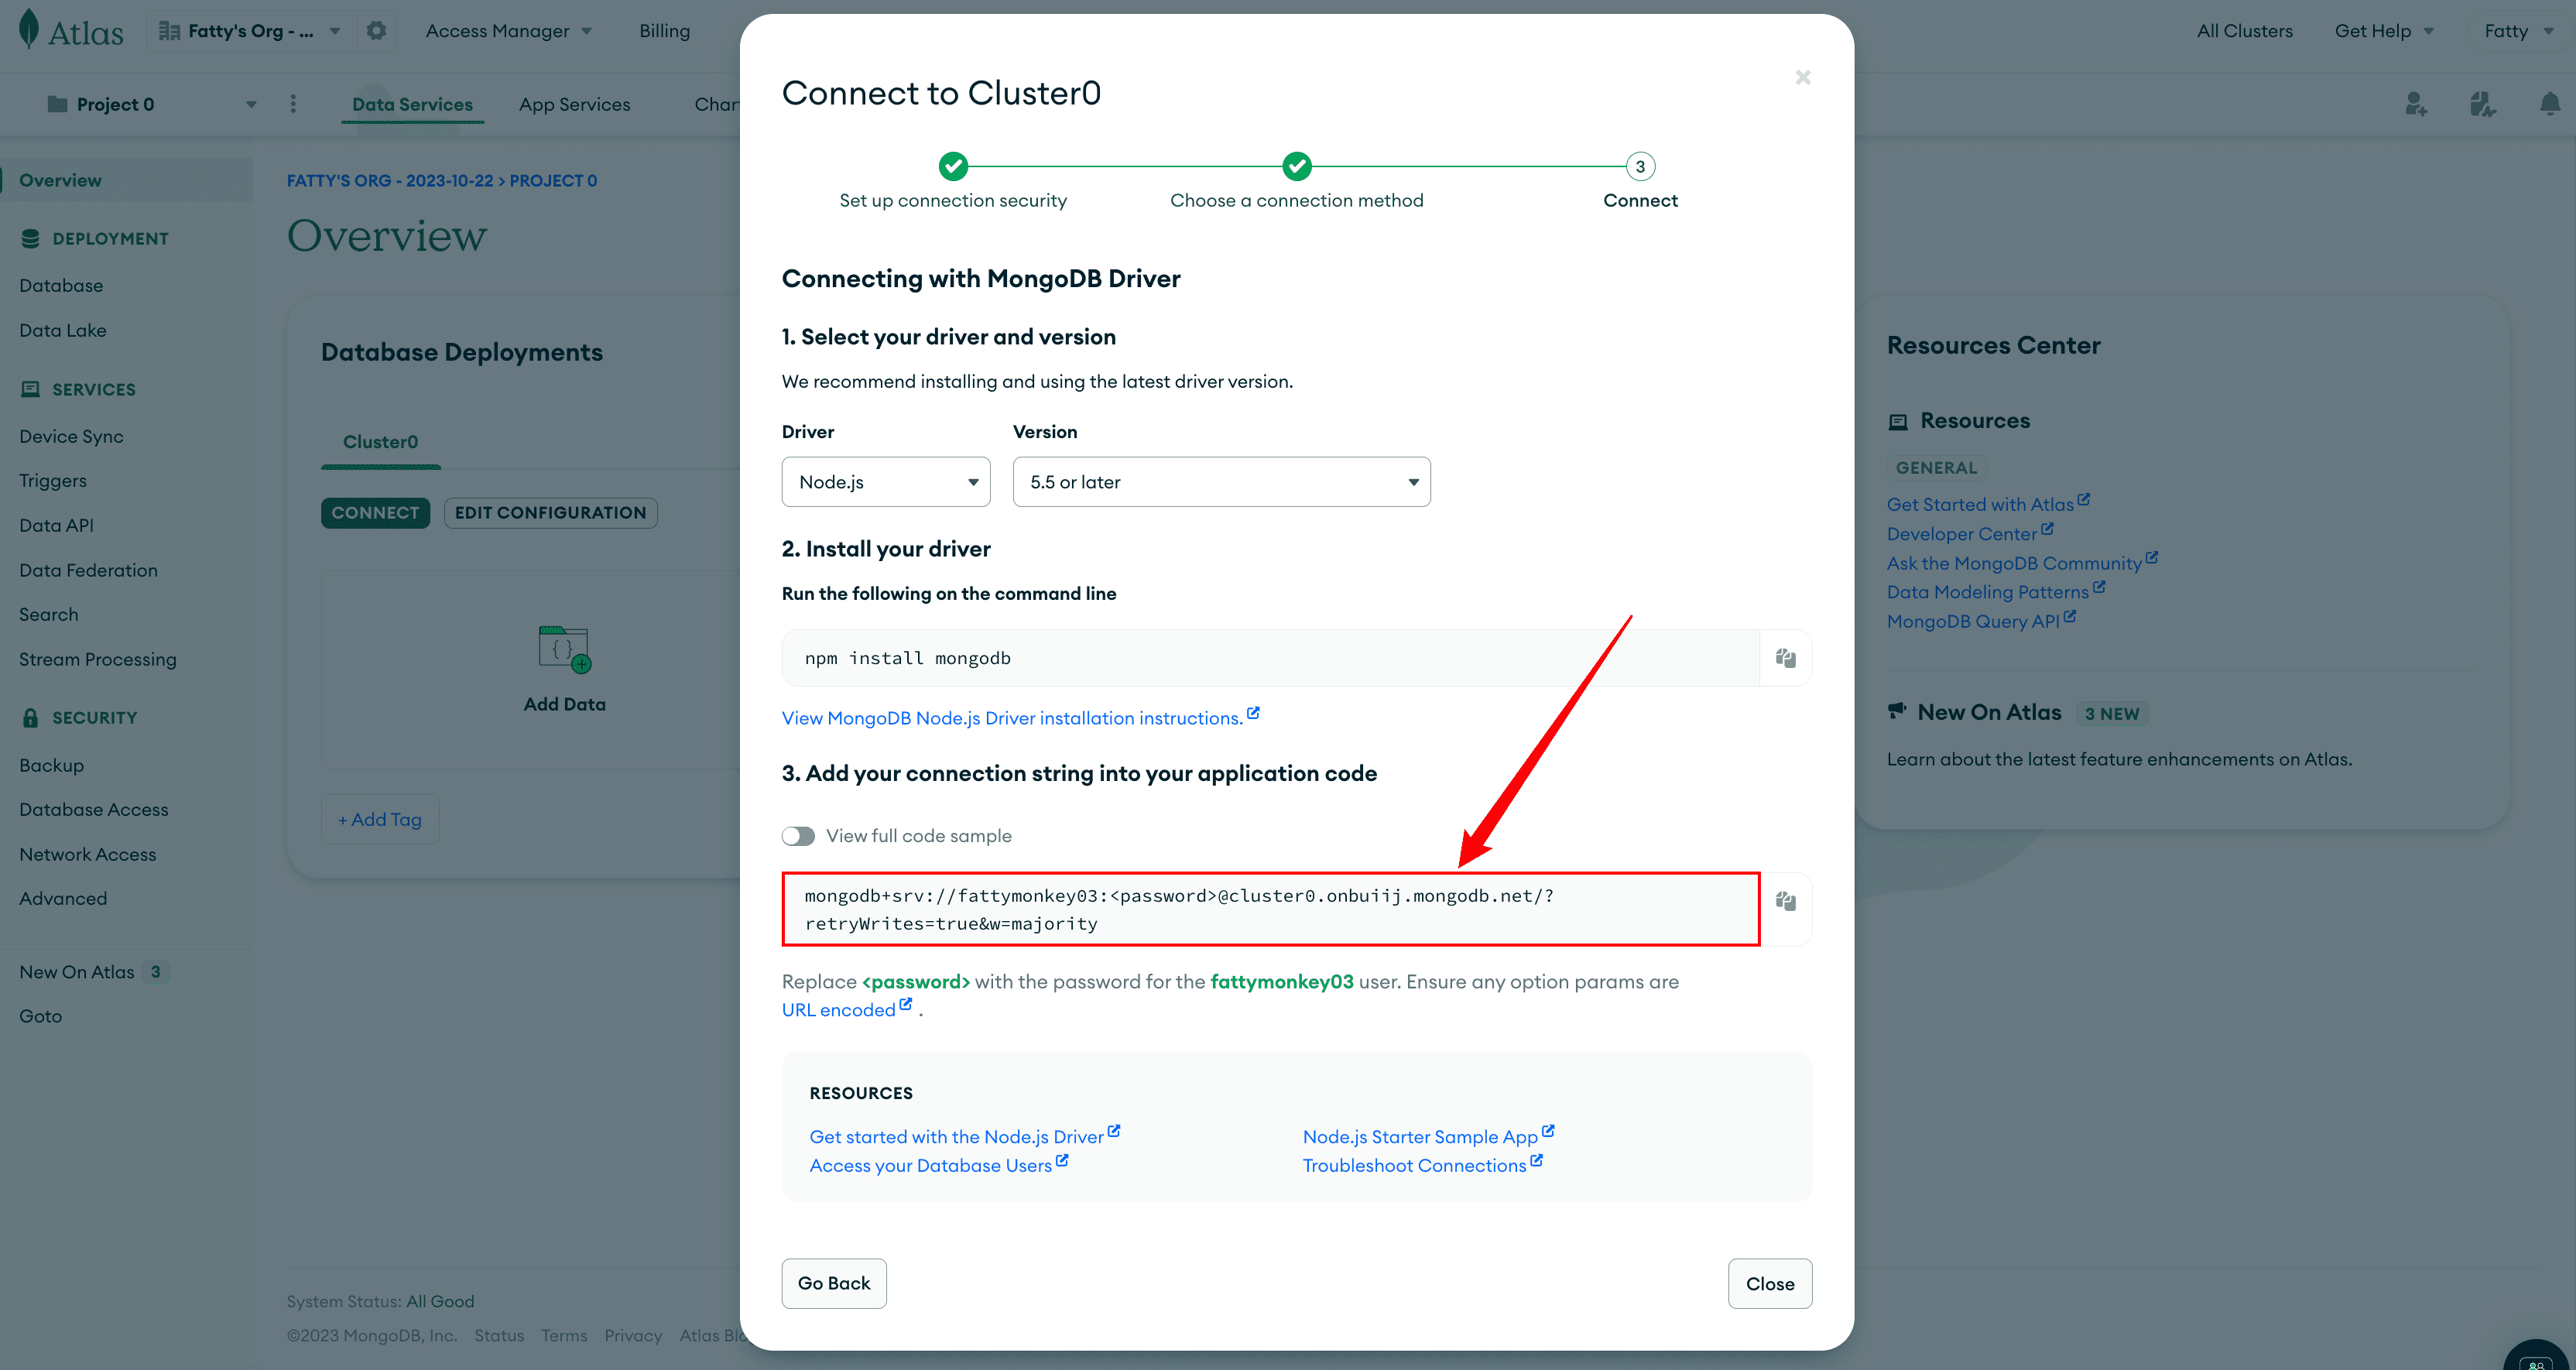 Atlas
Fatty's Org - ...
Access Manager
Billing
All Clusters
Get Help
Fatty
Project 0
Data Services
App Services
Overview
DEPLOYMENT
Database
Data Lake
SERVICES
Device Sync
Triggers
Data API
Data Federation
Search
Stream Processing
SECURITY
Backup
Database Access
Network Access
Advanced
New On Atlas 3
Goto
FATTY'S ORG - 2023-10-22 > PROJECT 0
Overview
Database Deployments
Cluster0
CONNECT
EDIT CONFIGURATION
Add Data
+ Add Tag
System Status: All Good
©2023 MongoDB, Inc. Status Terms Privacy Atlas
Connect to Cluster0
3
Set up connection security
Choose a connection method
Connect
Connecting with MongoDB Driver
1. Select your driver and version
We recommend installing and using the latest driver version.
Driver
Version
Node.js
5.5 or later
2. Install your driver
Run the following on the command line
npm install mongodb
View MongoDB Node.js Driver installation instructions.
3. Add your connection string into your application code
View full code sample
mongodb+srv://fattymonkey03:<password>@cluster0.onbuiij.mongodb.net/?
retryWrites=true&w=majority
Replace <password> with the password for the fattymonkey03 user. Ensure any option params are
URL encoded .
RESOURCES
Get started with the Node.js Driver
Node.js Starter Sample App
Access your Database Users
Troubleshoot Connections
Go Back
Close
Resources Center
Resources
GENERAL
Get Started with Atlas
Developer Center
Ask the MongoDB Community
Data Modeling Patterns
MongoDB Query API
New On Atlas 3 NEW
Learn about the latest feature enhancements on Atlas.